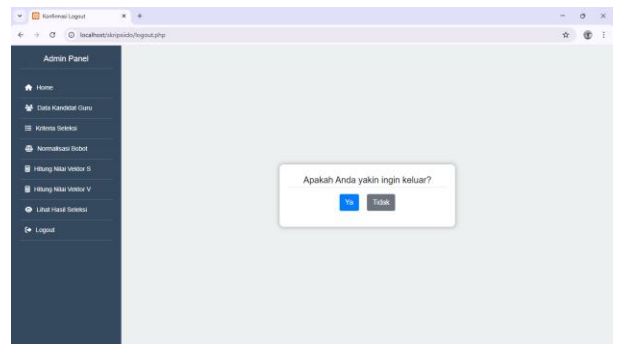 Konfirmasi Logout
localhost/skripsiido/logout.php
Admin Panel
Home
Data Kandidat Guru
Kriteria Seleksi
Normalisasi Bobot
Hitung Nilai Vektor S
Hitung Nilai Vektor V
Lihat Hasil Seleksi
Logout
Apakah Anda yakin ingin keluar?
Ya Tidak